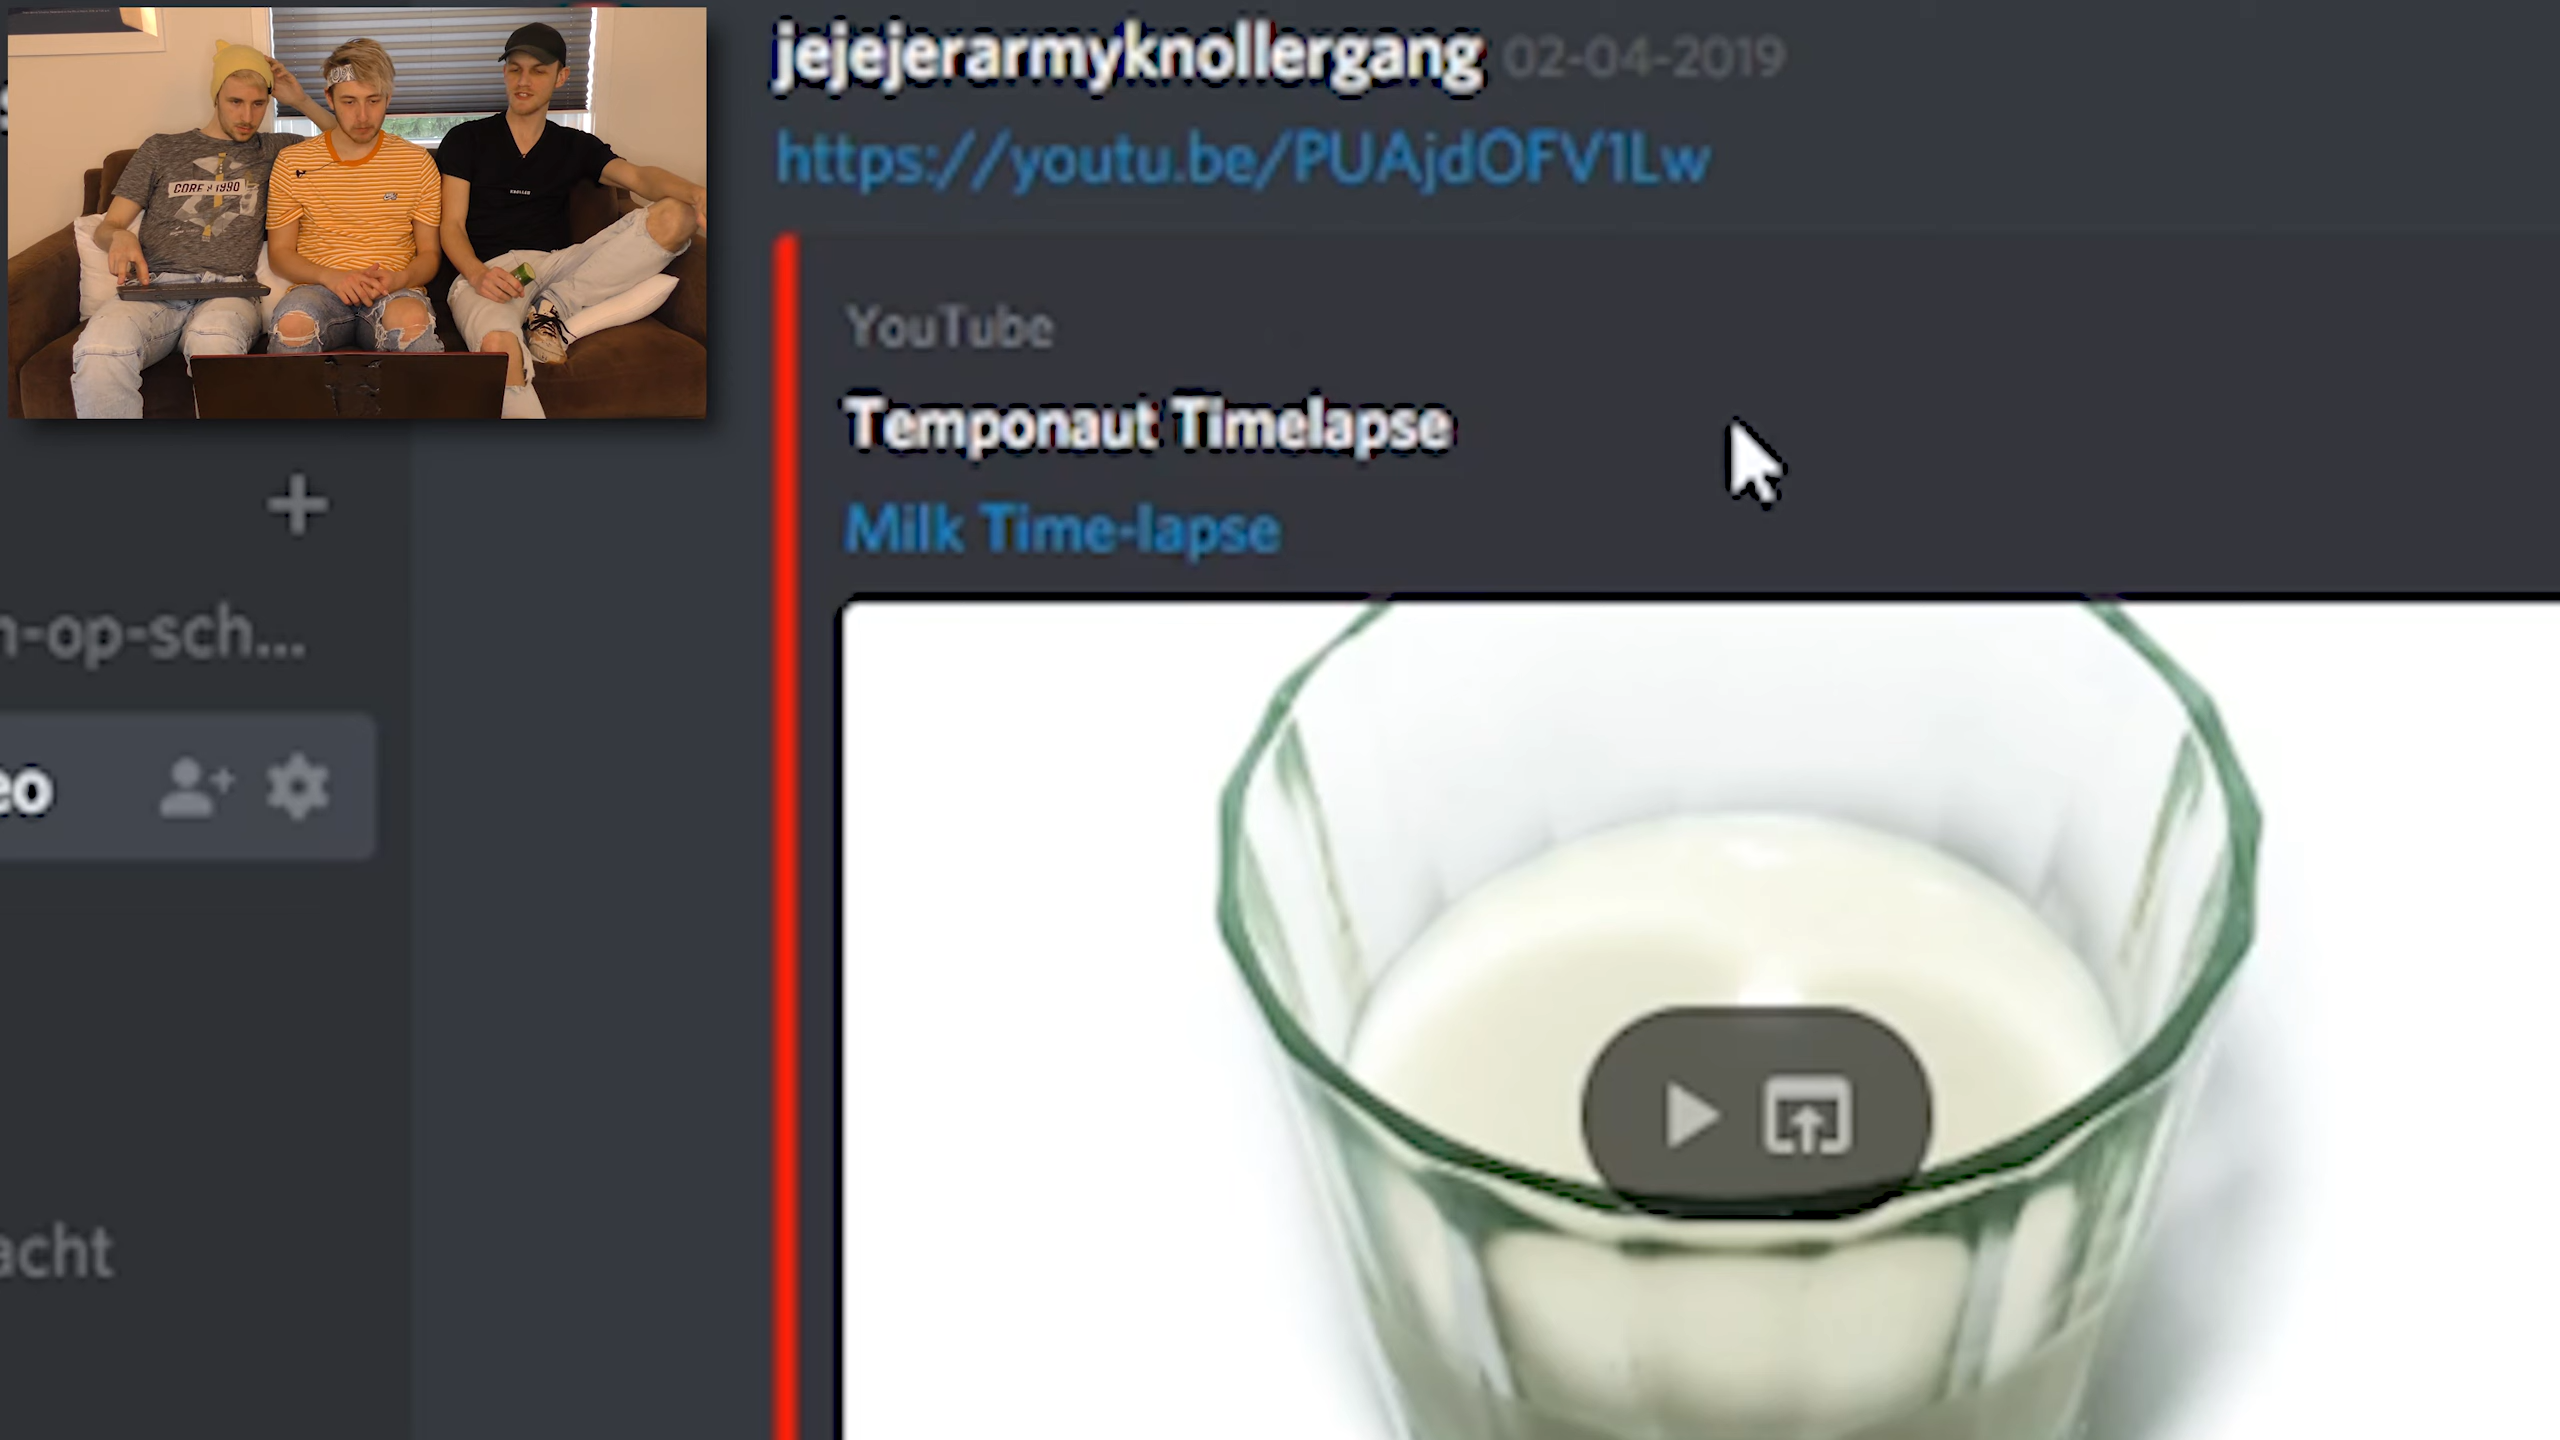 jejejerarmyknollergang 02-04-2019
https://youtu.be/PUAjdOFV1Lw
YouTube
Temponaut Timelapse
Milk Time-lapse
n-op-sch...
eo
acht
CORE 1990
KNOLLER